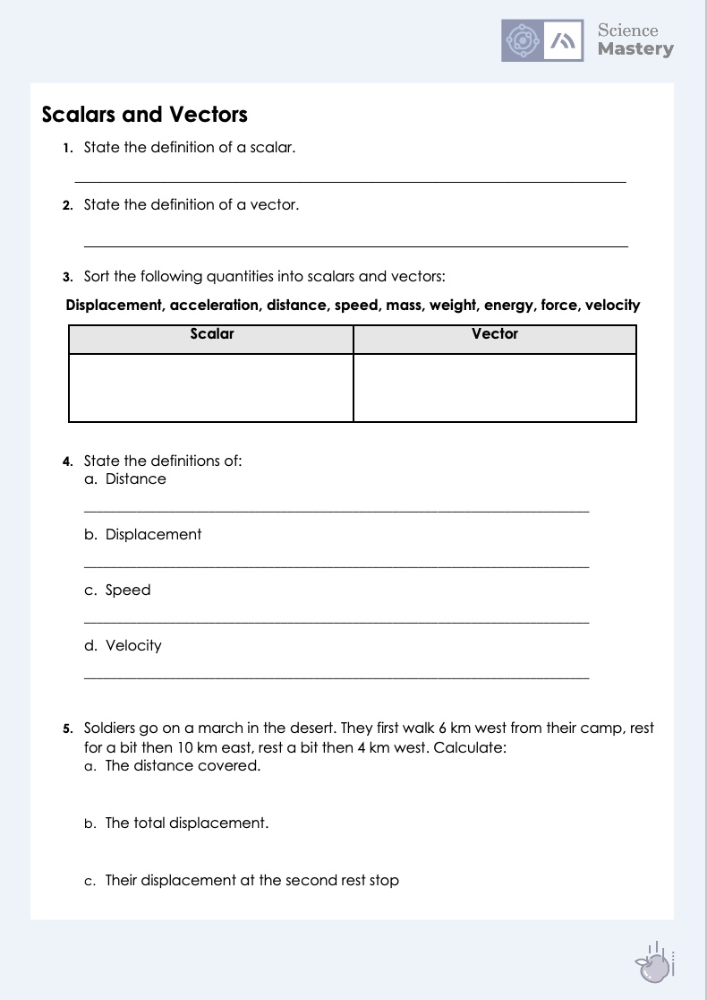 Science
Mastery
Scalars and Vectors
1. State the definition of a scalar.
2. State the definition of a vector.
3. Sort the following quantities into scalars and vectors:
Displacement, acceleration, distance, speed, mass, weight, energy, force, velocity
Scalar Vector
4. State the definitions of:
a. Distance
b. Displacement
c. Speed
d. Velocity
5. Soldiers go on a march in the desert. They first walk 6 km west from their camp, rest
for a bit then 10 km east, rest a bit then 4 km west. Calculate:
a. The distance covered.
b. The total displacement.
c. Their displacement at the second rest stop